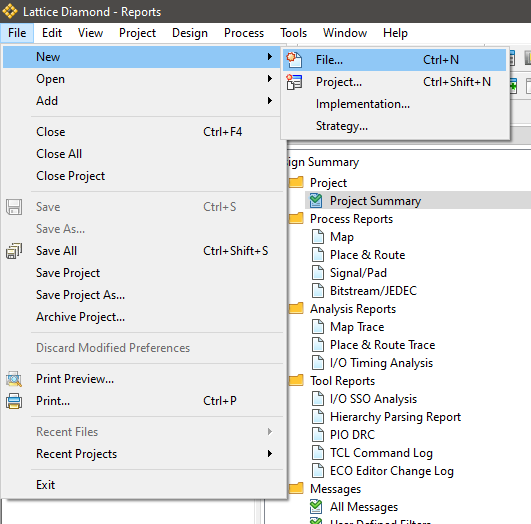 Lattice Diamond - Reports
File Edit View Project Design Process Tools Window Help
New
Open
Add
Close Ctrl+F4
Close All
Close Project
Save Ctrl+S
Save As...
Save All Ctrl+Shift+S
Save Project
Save Project As...
Archive Project...
Discard Modified Preferences
Print Preview...
Print... Ctrl+P
Recent Files
Recent Projects
Exit
File... Ctrl+N
Project... Ctrl+Shift+N
Implementation...
Strategy...
ign Summary
Project
Project Summary
Process Reports
Map
Place & Route
Signal/Pad
Bitstream/JEDEC
Analysis Reports
Map Trace
Place & Route Trace
I/O Timing Analysis
Tool Reports
I/O SSO Analysis
Hierarchy Parsing Report
PIO DRC
TCL Command Log
ECO Editor Change Log
Messages
All Messages
User Defined Filters